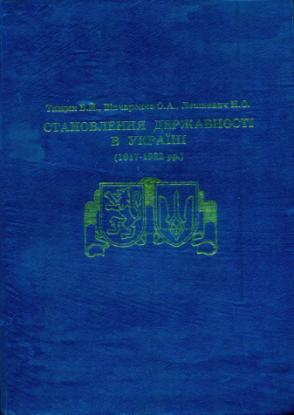 Тищик Б.Й., Вівчаренко О.А., Лешкович Н.О.
СТАНОВЛЕННЯ ДЕРЖАВНОСТІ
В УКРАЇНІ
(1917-1922 рр.)